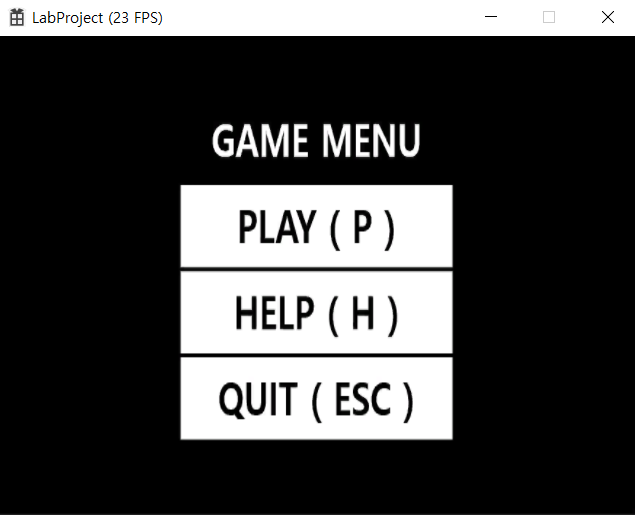 LabProject (23 FPS)
GAME MENU
PLAY ( P )
HELP ( H )
QUIT ( ESC )